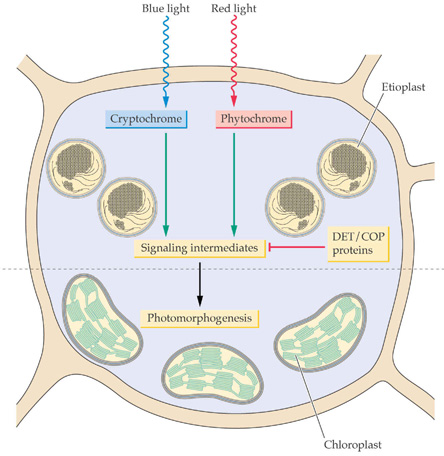 Blue light
Red light
Etioplast
Cryptochrome
Phytochrome
Signaling intermediates
DET/COP
proteins
Photomorphogenesis
Chloroplast